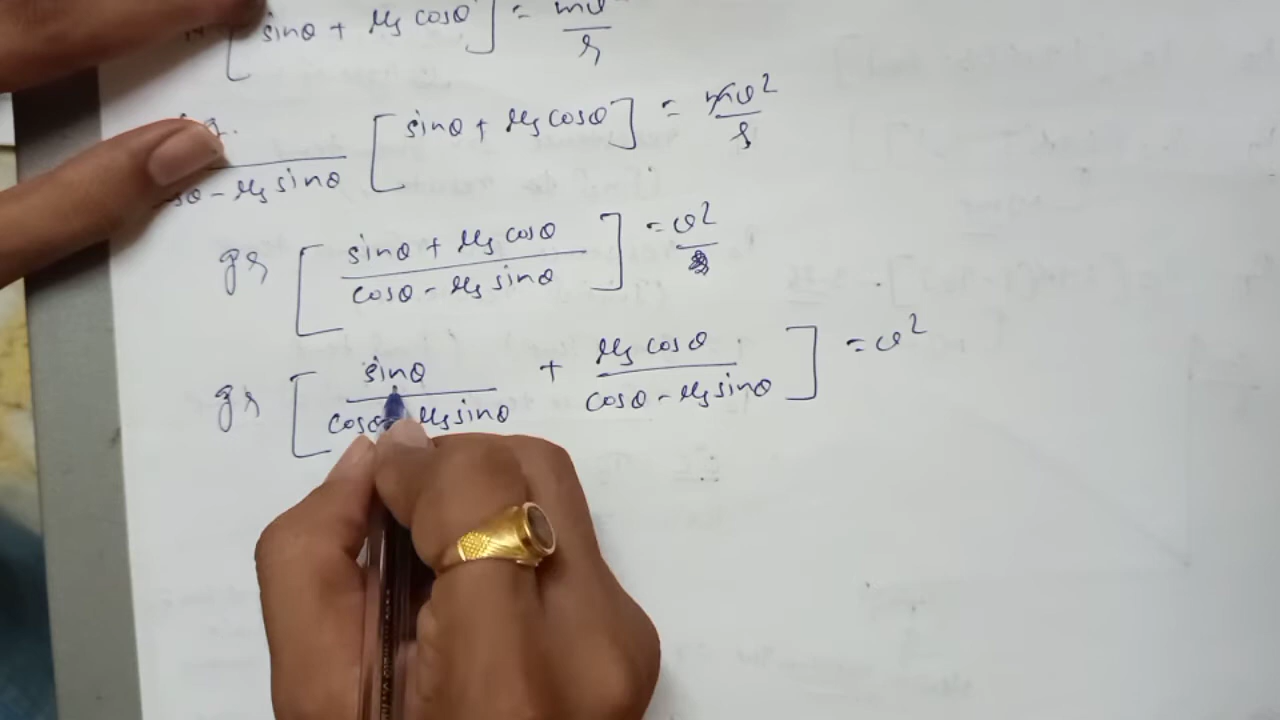 [sinθ + μs cosθ] = mv²/r
g./cosθ - μs sinθ [sinθ + μs cosθ] = mv²/r
gr [sinθ + μs cosθ / cosθ - μs sinθ] = v²
gr [sinθ / cosθ - μs sinθ + μs cosθ / cosθ - μs sinθ] = v²